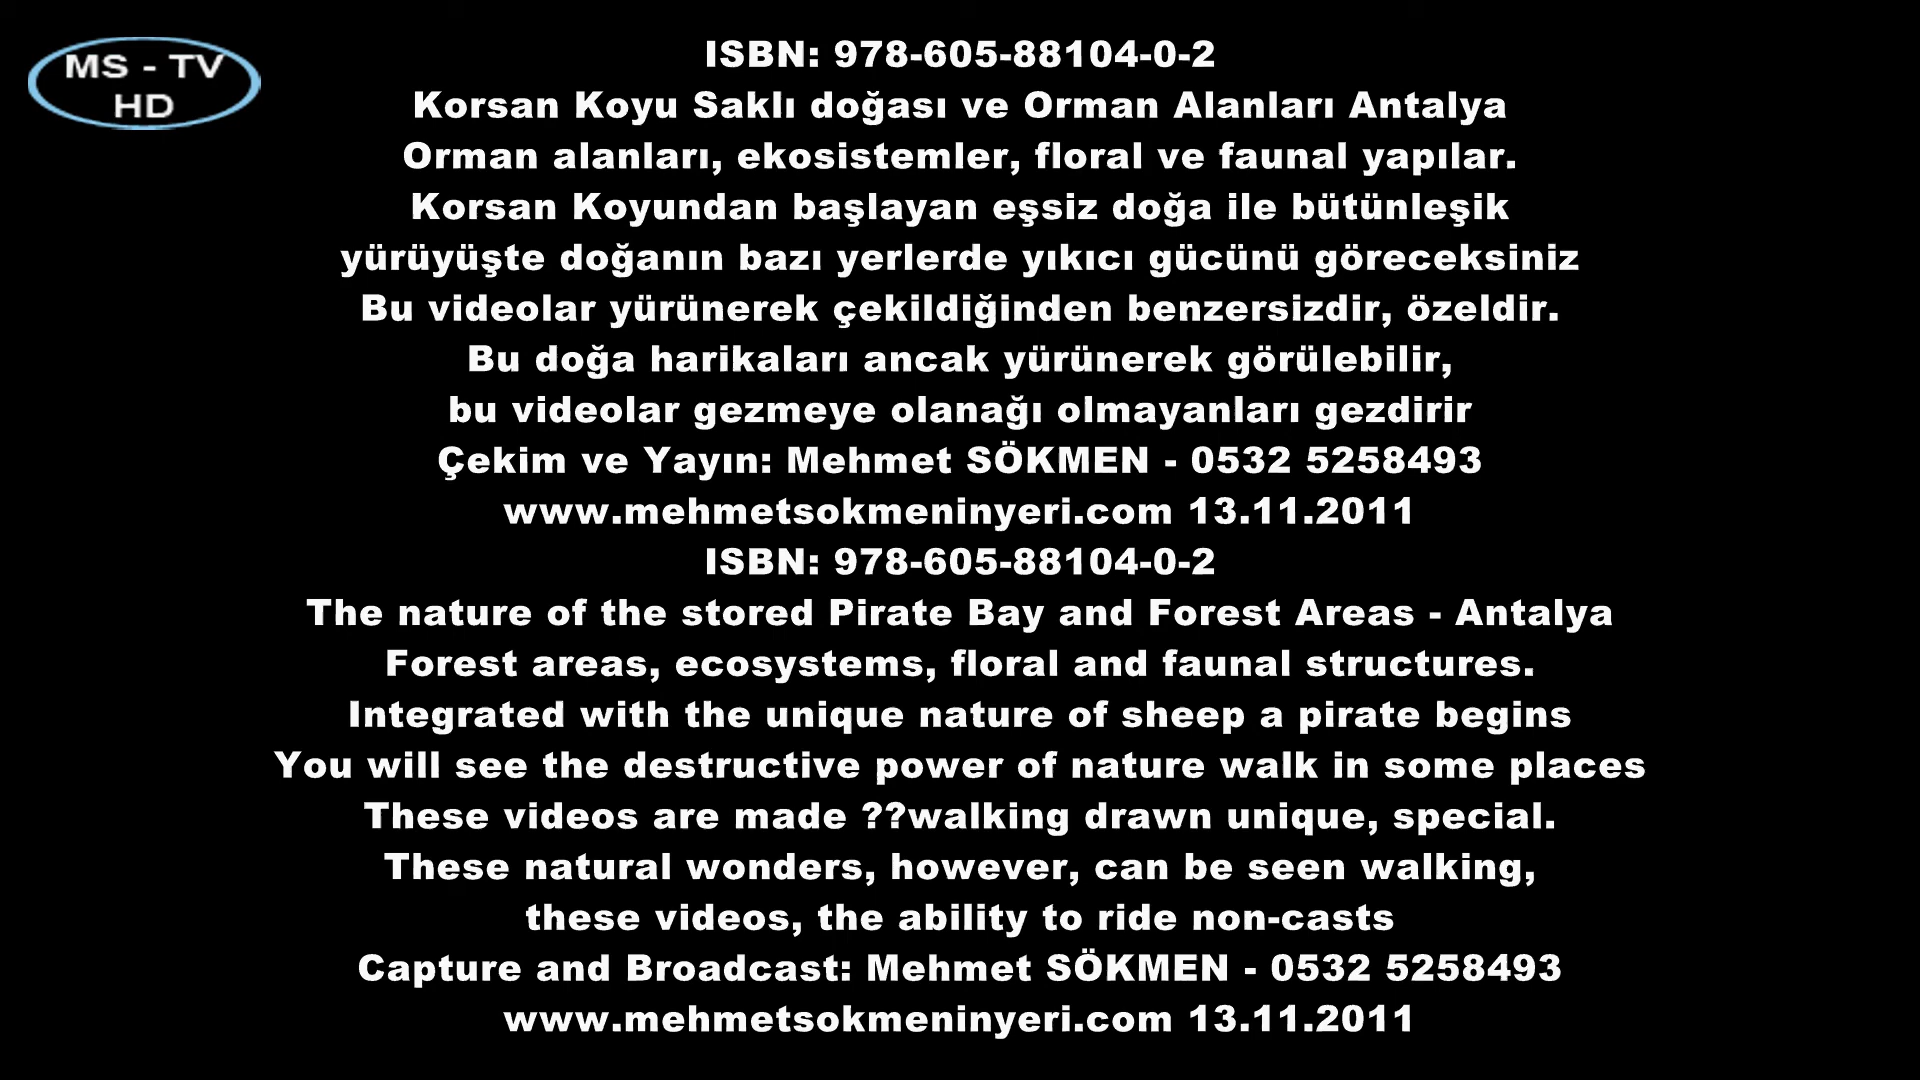 MS - TV
HD
ISBN: 978-605-88104-0-2
Korsan Koyu Saklı doğası ve Orman Alanları Antalya
Orman alanları, ekosistemler, floral ve faunal yapılar.
Korsan Koyundan başlayan eşsiz doğa ile bütünleşik
yürüyüşte doğanın bazı yerlerde yıkıcı gücünü göreceksiniz
Bu videolar yürünerek çekildiğinden benzersizdir, özeldir.
Bu doğa harikaları ancak yürünerek görülebilir,
bu videolar gezmeye olanağı olmayanları gezdirir
Çekim ve Yayın: Mehmet SÖKMEN - 0532 5258493
www.mehmetsokmeninyeri.com 13.11.2011
ISBN: 978-605-88104-0-2
The nature of the stored Pirate Bay and Forest Areas - Antalya
Forest areas, ecosystems, floral and faunal structures.
Integrated with the unique nature of sheep a pirate begins
You will see the destructive power of nature walk in some places
These videos are made ??walking drawn unique, special.
These natural wonders, however, can be seen walking,
these videos, the ability to ride non-casts
Capture and Broadcast: Mehmet SÖKMEN - 0532 5258493
www.mehmetsokmeninyeri.com 13.11.2011